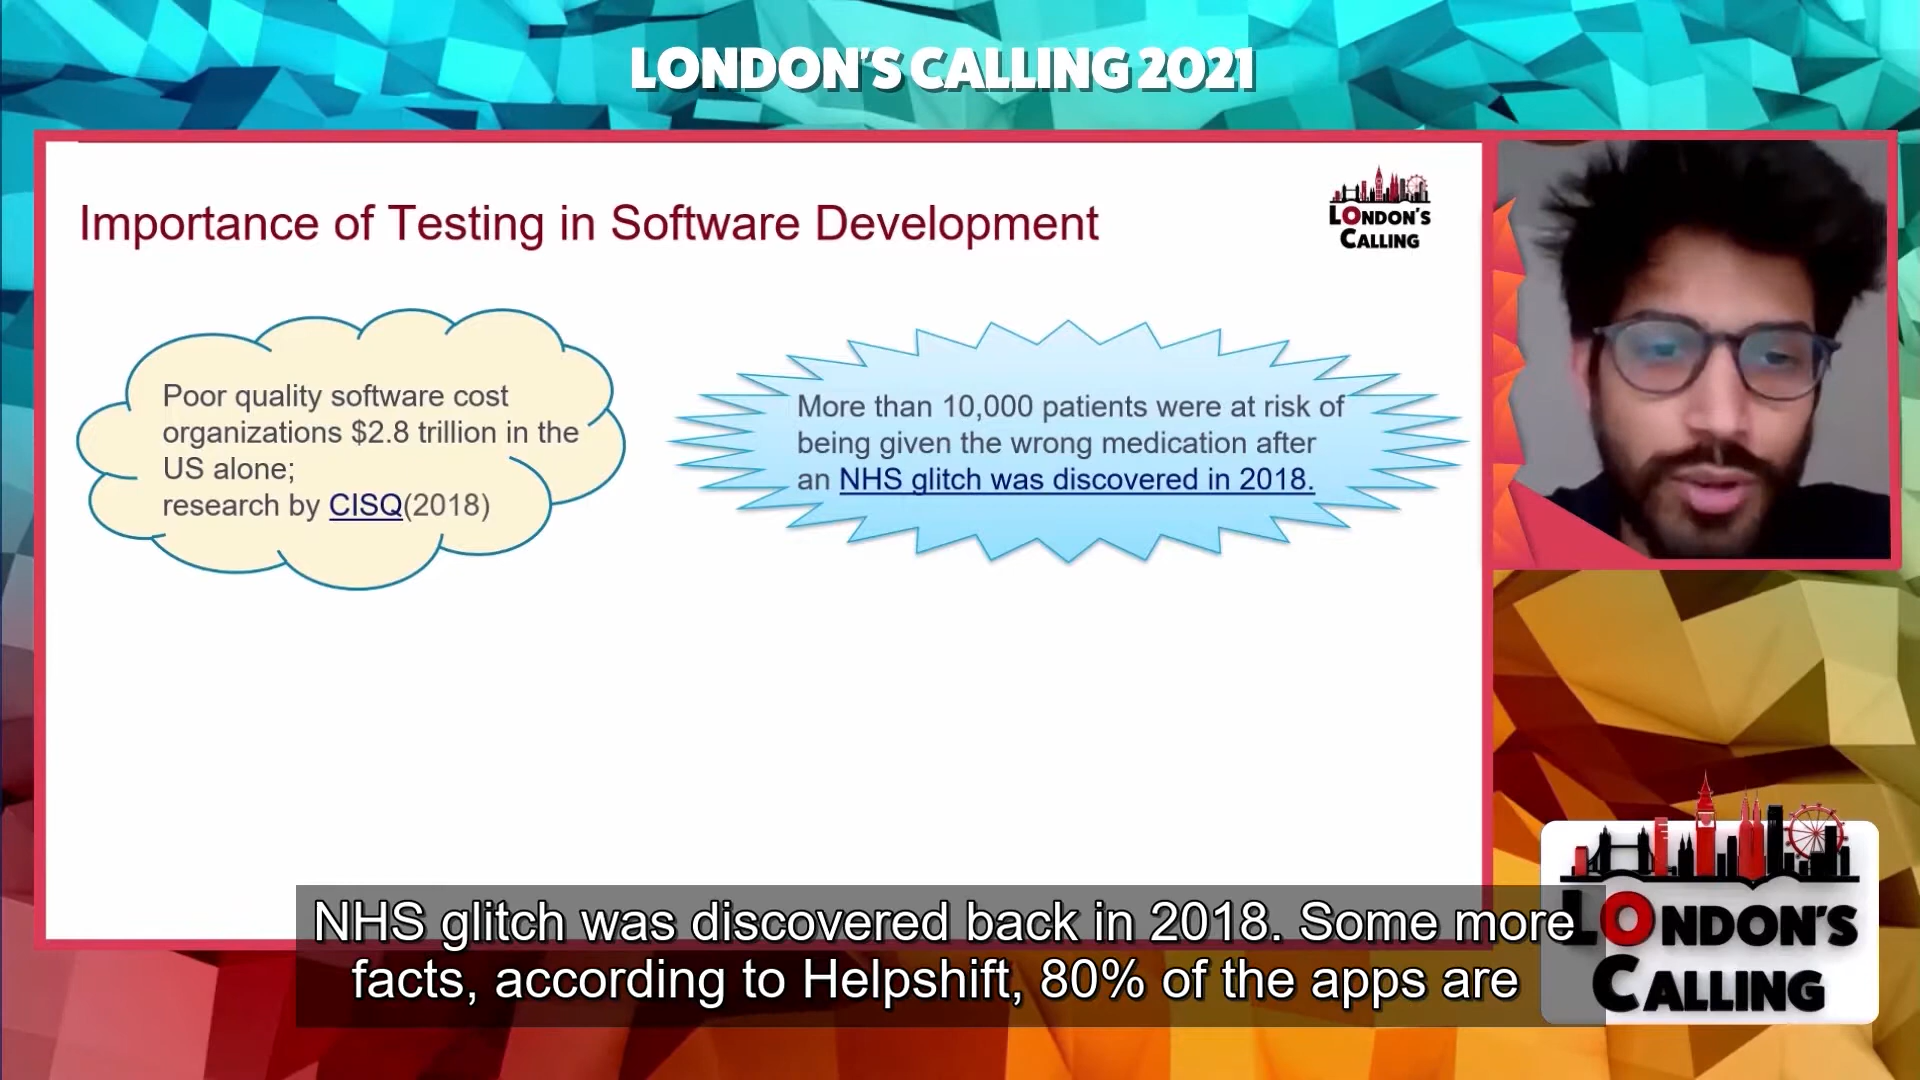 LONDON'S CALLING 2021
Importance of Testing in Software Development
LONDON'S
CALLING
Poor quality software cost
organizations $2.8 trillion in the
US alone;
research by CISQ(2018)
More than 10,000 patients were at risk of
being given the wrong medication after
an NHS glitch was discovered in 2018.
NHS glitch was discovered back in 2018. Some more
facts, according to Helpshift, 80% of the apps are
LONDON'S
CALLING